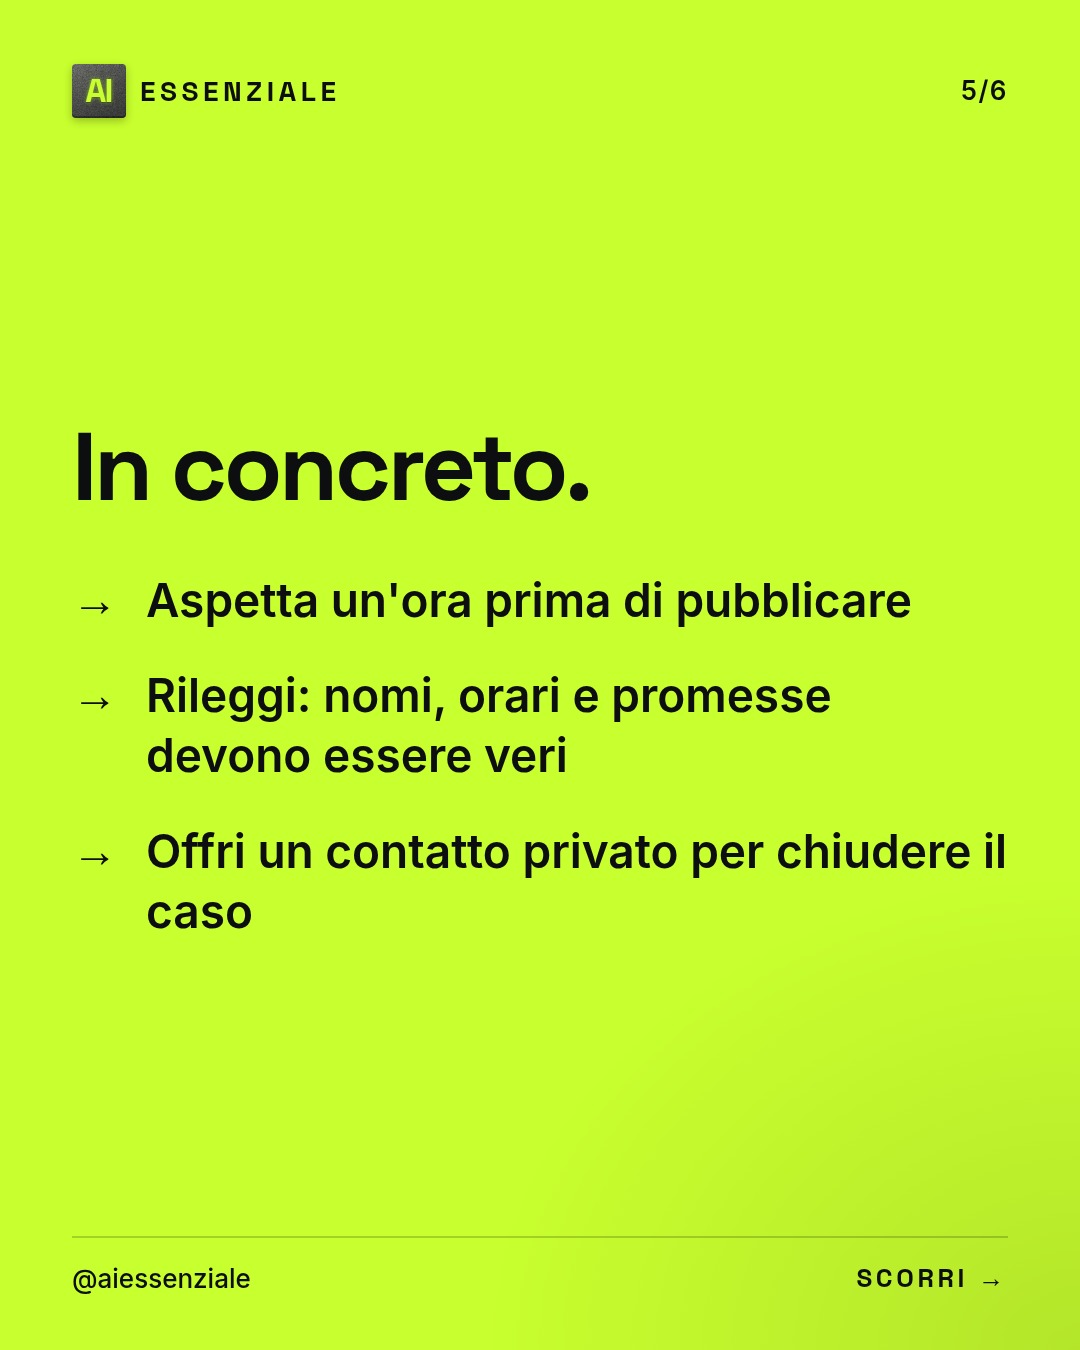 AI ESSENZIALE
5/6
In concreto.
→ Aspetta un'ora prima di pubblicare
→ Rileggi: nomi, orari e promesse
devono essere veri
→ Offri un contatto privato per chiudere il
caso
@aiessenziale
SCORRI →